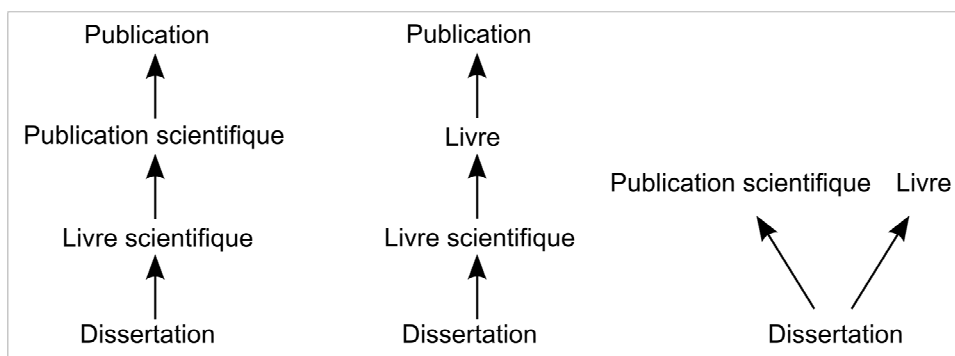 Publication
Publication scientifique
Livre scientifique
Dissertation
Publication
Livre
Livre scientifique
Dissertation
Publication scientifique Livre
Dissertation